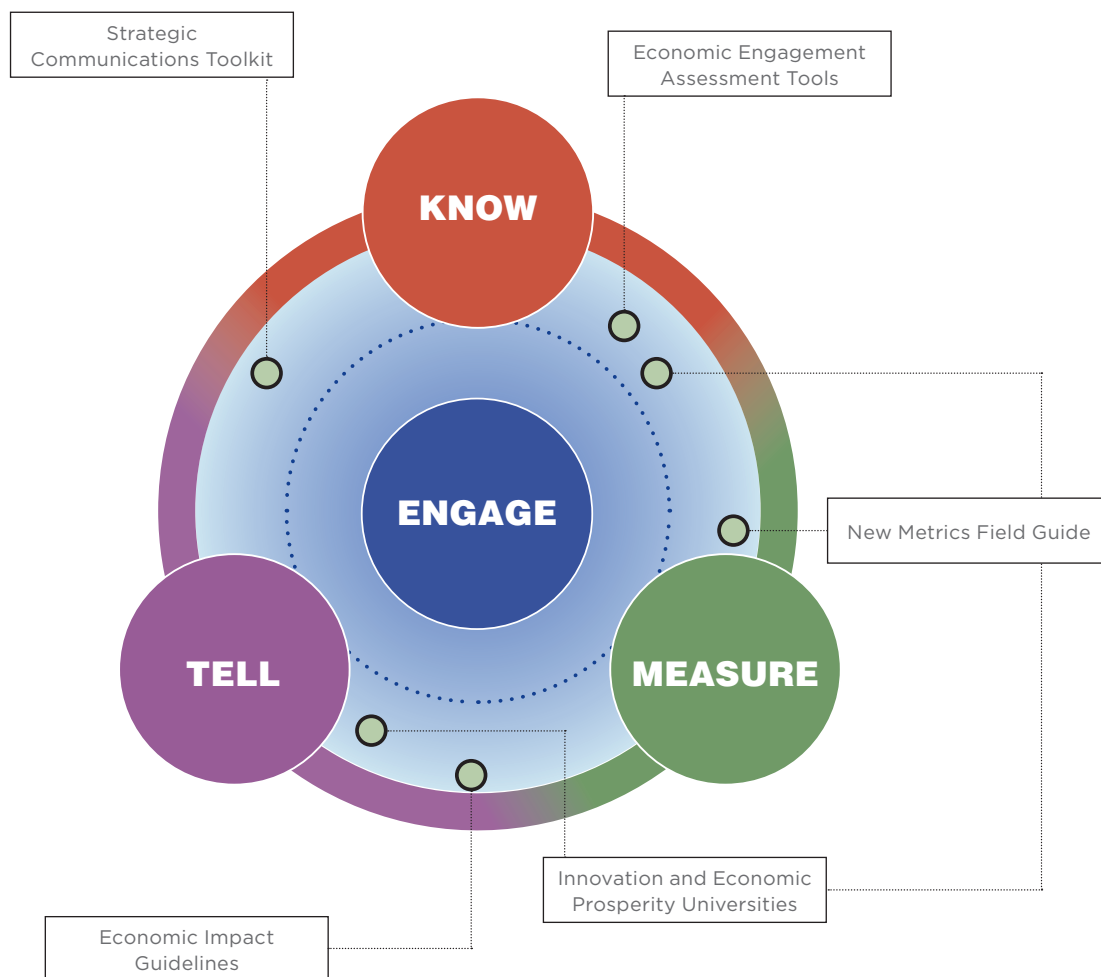 Strategic
Communications Toolkit
Economic Engagement
Assessment Tools
KNOW
ENGAGE
New Metrics Field Guide
TELL
MEASURE
Innovation and Economic
Prosperity Universities
Economic Impact
Guidelines